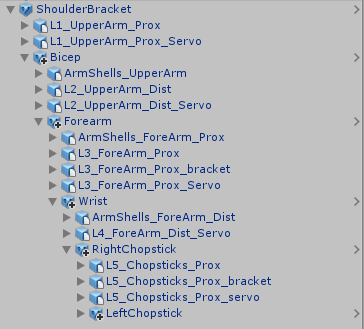 ShoulderBracket
L1_UpperArm_Prox
L1_UpperArm_Prox_Servo
Bicep
ArmShells_UpperArm
L2_UpperArm_Dist
L2_UpperArm_Dist_Servo
Forearm
ArmShells_ForeArm_Prox
L3_ForeArm_Prox
L3_ForeArm_Prox_bracket
L3_ForeArm_Prox_Servo
Wrist
ArmShells_ForeArm_Dist
L4_ForeArm_Dist_Servo
RightChopstick
L5_Chopsticks_Prox
L5_Chopsticks_Prox_bracket
L5_Chopsticks_Prox_servo
LeftChopstick